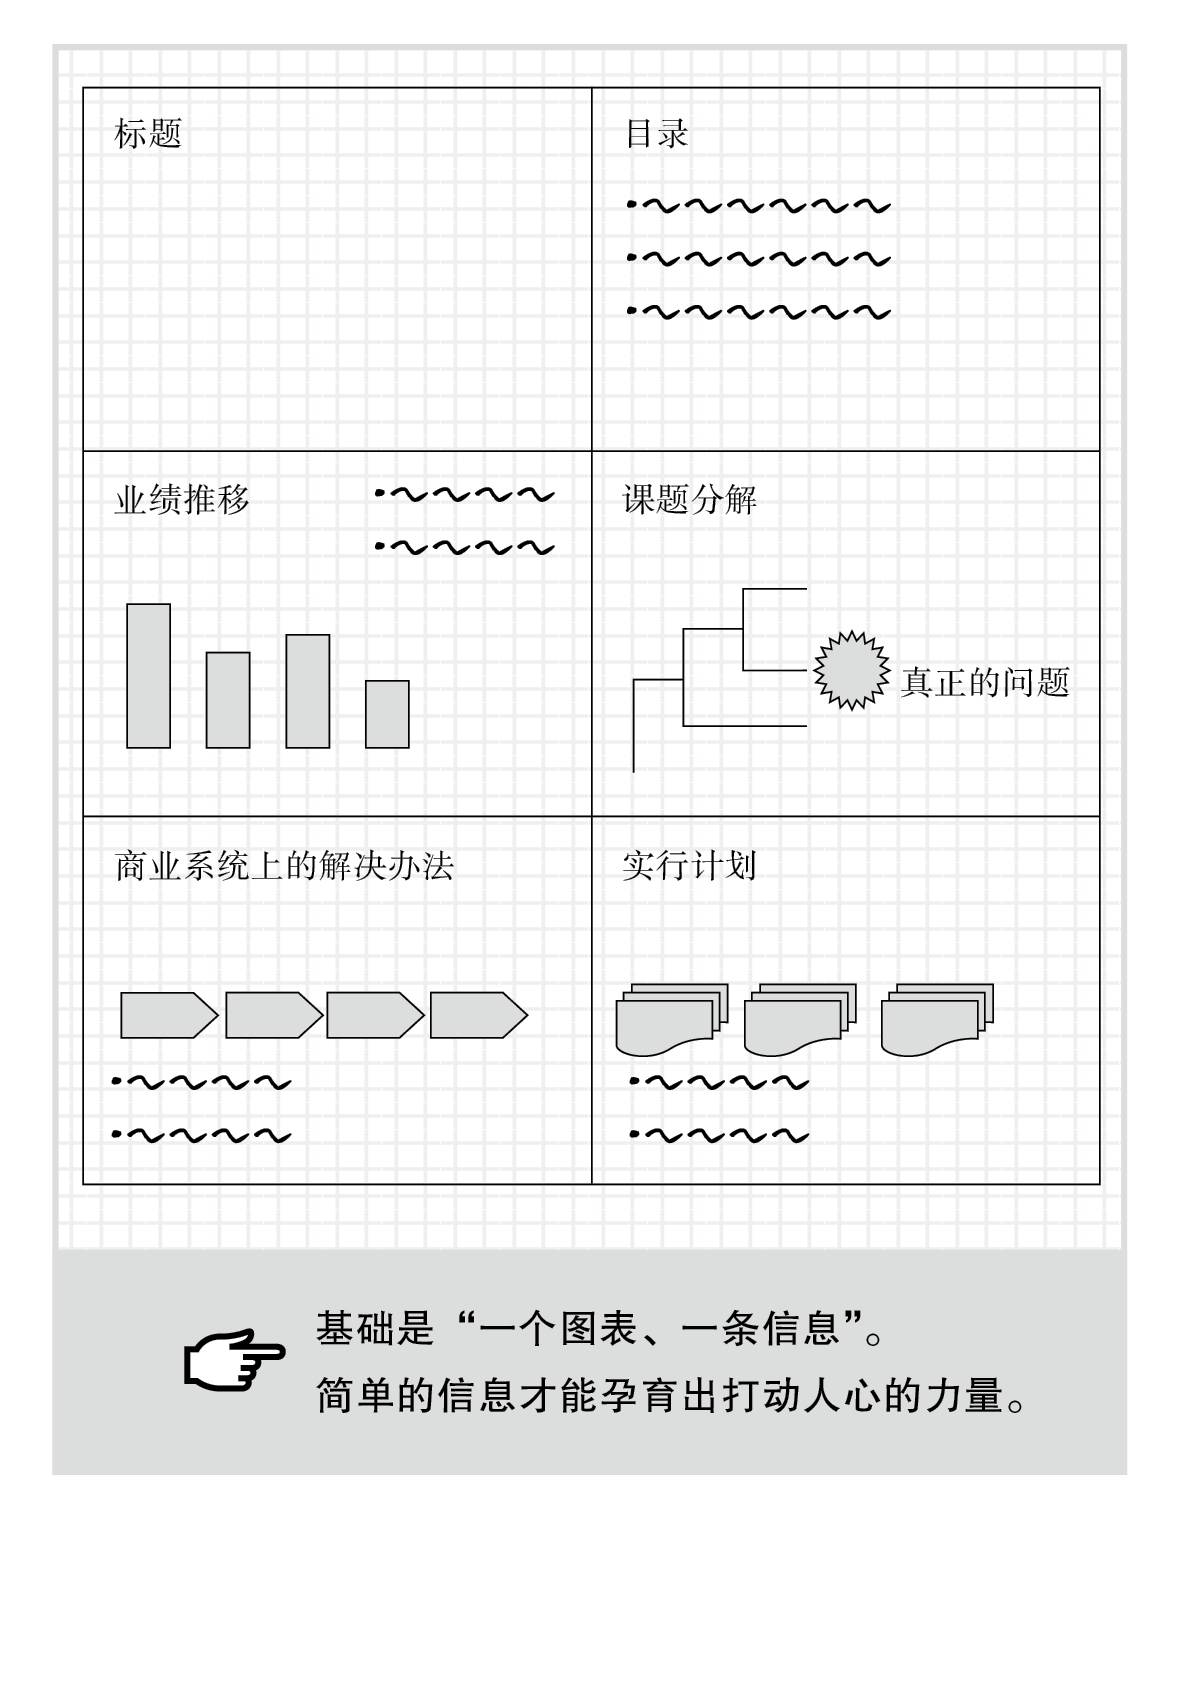 标题
目录
业绩推移
课题分解
真正的问题
商业系统上的解决办法
实行计划
基础是“一个图表、一条信息”。
简单的信息才能孕育出打动人心的力量。